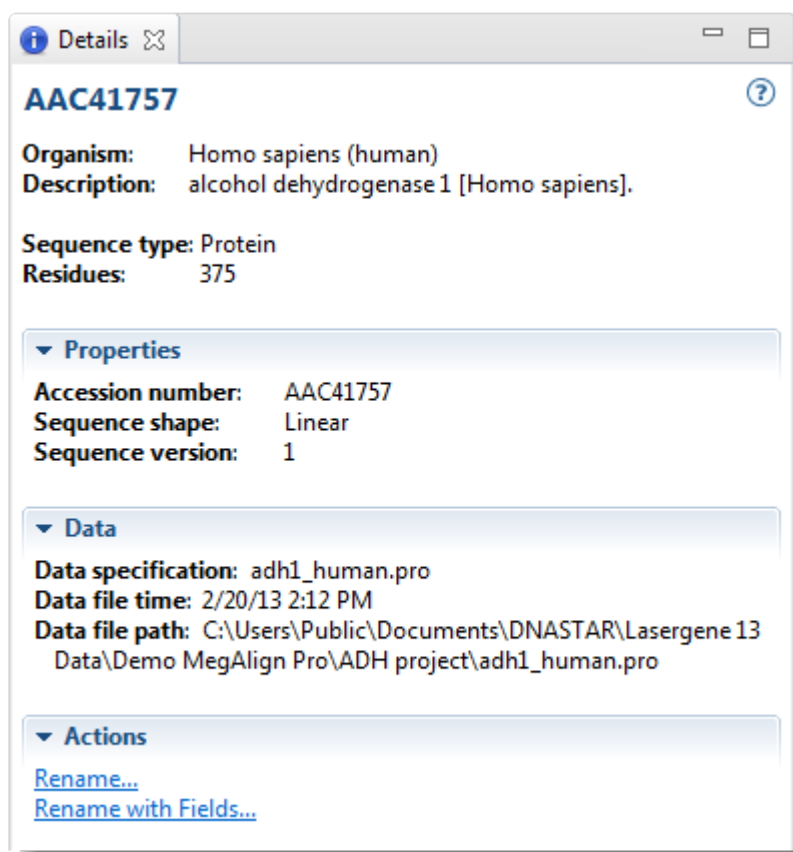 Details
AAC41757
Organism: Homo sapiens (human)
Description: alcohol dehydrogenase 1 [Homo sapiens].
Sequence type: Protein
Residues: 375
Properties
Accession number: AAC41757
Sequence shape: Linear
Sequence version: 1
Data
Data specification: adh1_human.pro
Data file time: 2/20/13 2:12 PM
Data file path: C:\Users\Public\Documents\DNASTAR\Lasergene 13
Data\Demo MegAlign Pro\ADH project\adh1_human.pro
Actions
Rename...
Rename with Fields...